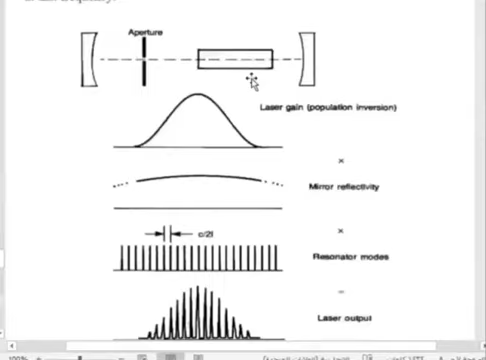 Aperture
Laser gain (population inversion)
×
Mirror reflectivity
×
c/2l
Resonator modes
=
Laser output
100%